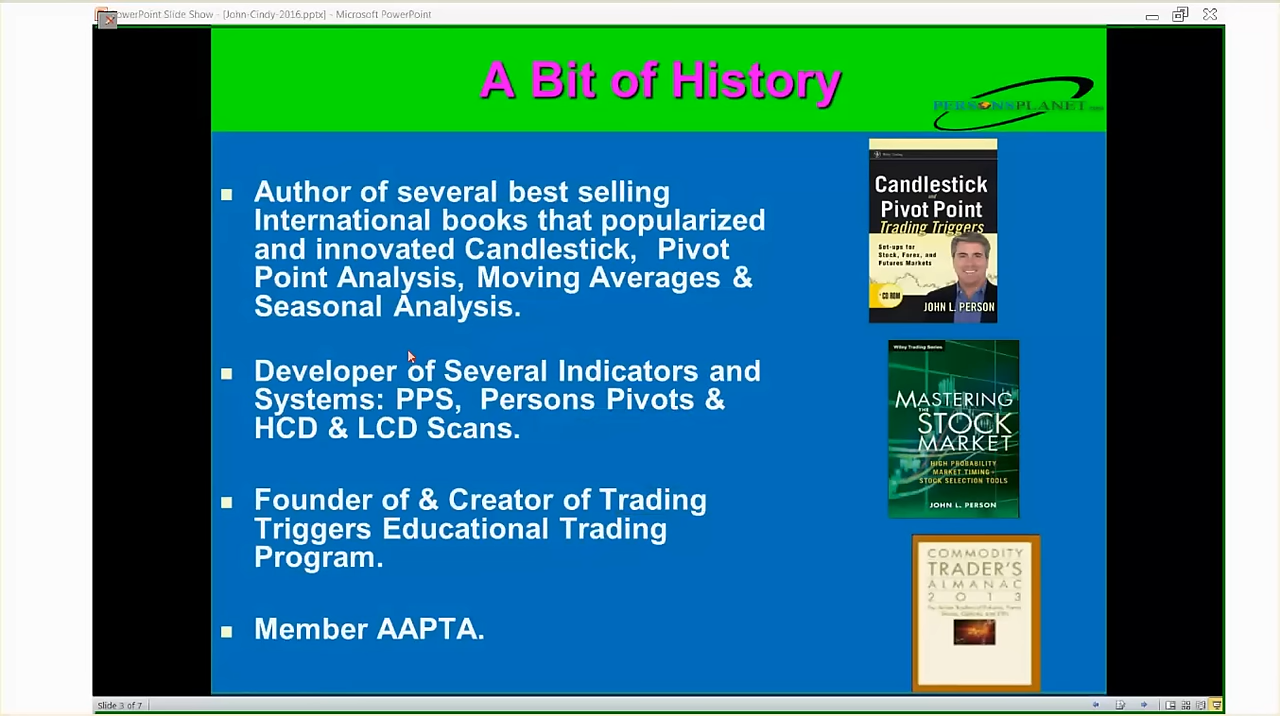 PowerPoint Slide Show - [John-Cindy-2016.pptx] - Microsoft PowerPoint
A Bit of History
PERSONSPLANET
Author of several best selling
International books that popularized
and innovated Candlestick, Pivot
Point Analysis, Moving Averages &
Seasonal Analysis.
Developer of Several Indicators and
Systems: PPS, Persons Pivots &
HCD & LCD Scans.
Founder of & Creator of Trading
Triggers Educational Trading
Program.
Member AAPTA.
Candlestick
and
Pivot Point
Trading Triggers
Set-ups for
Stock, Forex, and
Futures Markets
+CD ROM
JOHN L. PERSON
Wiley Trading Series
MASTERING
THE
STOCK
MARKET
HIGH PROBABILITY
MARKET TIMING
STOCK SELECTION TOOLS
JOHN L. PERSON
COMMODITY
TRADER'S
ALMANAC
2013
Slide 3 of 7